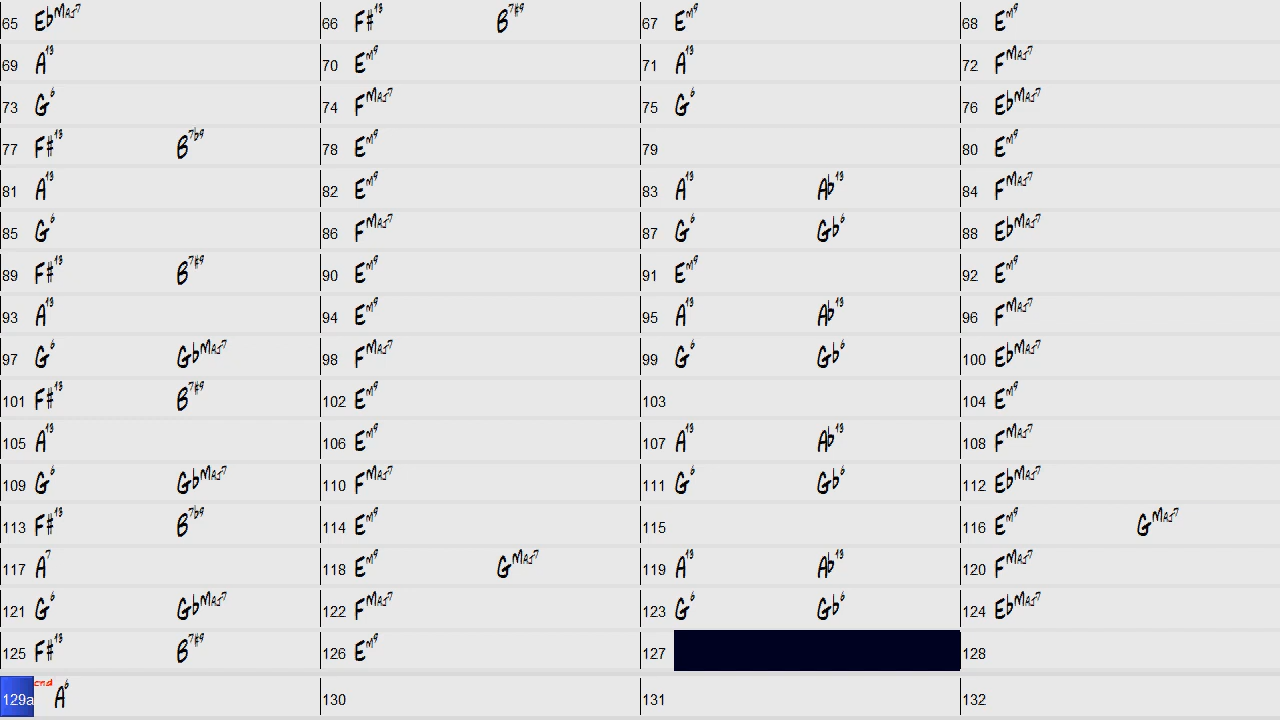 65 EbMaj7 66 F#13 B7#9 67 Em9 68 Em9
69 A13 70 Em9 71 A13 72 FMaj7
73 G6 74 FMaj7 75 G6 76 EbMaj7
77 F#13 B7b9 78 Em9 79 80 Em9
81 A13 82 Em9 83 A13 Ab13 84 FMaj7
85 G6 86 FMaj7 87 G6 Gb6 88 EbMaj7
89 F#13 B7#9 90 Em9 91 Em9 92 Em9
93 A13 94 Em9 95 A13 Ab13 96 FMaj7
97 G6 GbMaj7 98 FMaj7 99 G6 Gb6 100 EbMaj7
101 F#13 B7#9 102 Em9 103 104 Em9
105 A13 106 Em9 107 A13 Ab13 108 FMaj7
109 G6 GbMaj7 110 FMaj7 111 G6 Gb6 112 EbMaj7
113 F#13 B7b9 114 Em9 115 116 Em9 GMaj7
117 A7 118 Em9 GMaj7 119 A13 Ab13 120 FMaj7
121 G6 GbMaj7 122 FMaj7 123 G6 Gb6 124 EbMaj7
125 F#13 B7#9 126 Em9 127 128
129a end A6 130 131 132